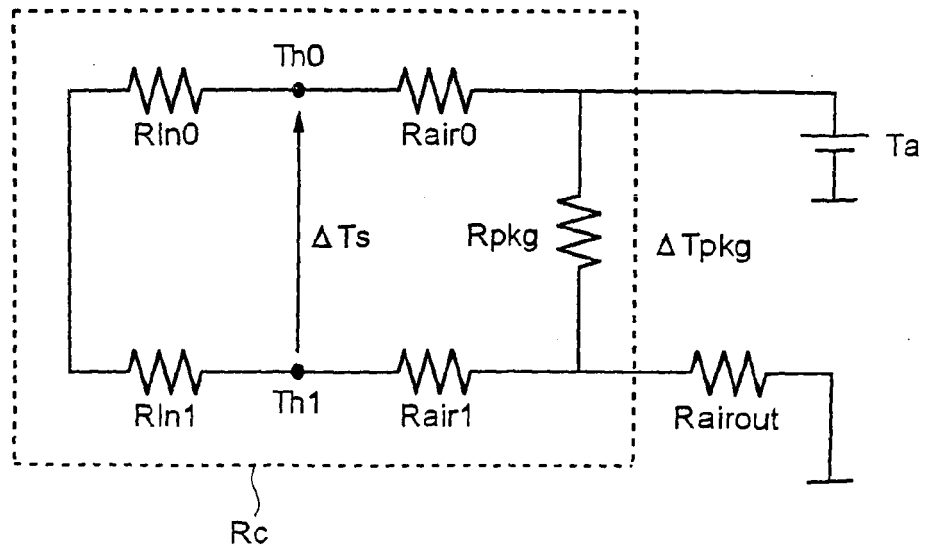 Th0
Rln0
Rair0
Ta
ΔTs
Rpkg
ΔTpkg
Rln1
Th1
Rair1
Rairout
Rc